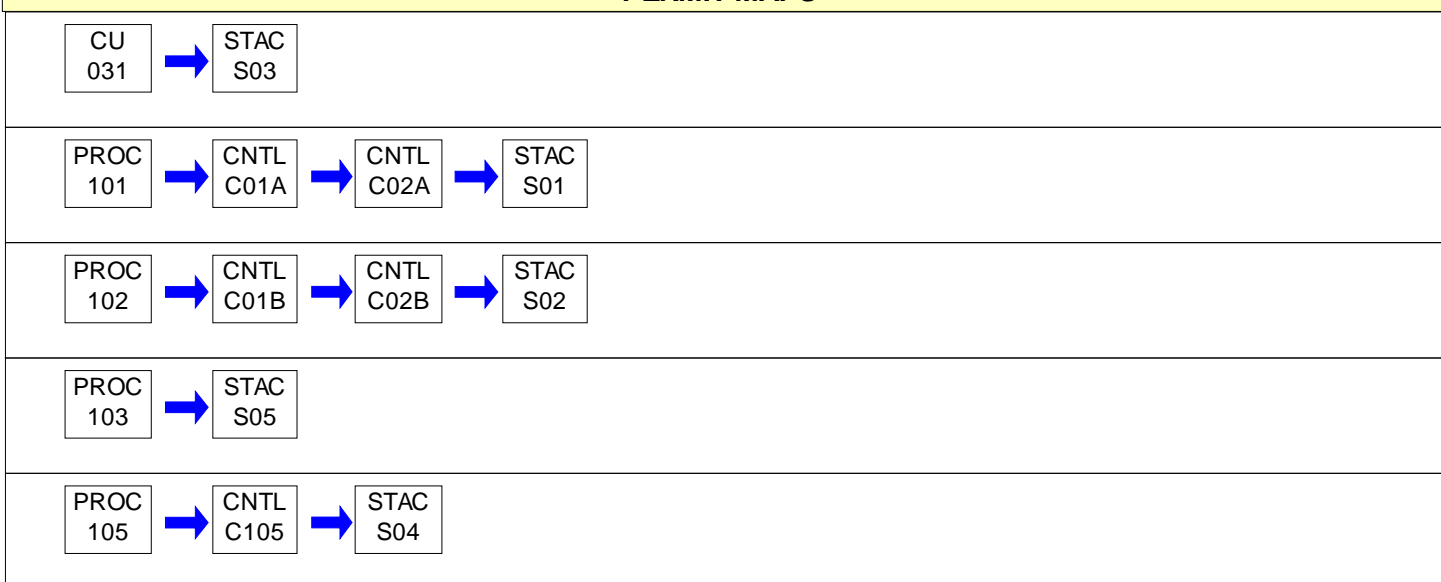 CU STAC
031 S03
PROC CNTL CNTL STAC
101 C01A C02A S01
PROC CNTL CNTL STAC
102 C01B C02B S02
PROC STAC
103 S05
PROC CNTL STAC
105 C105 S04